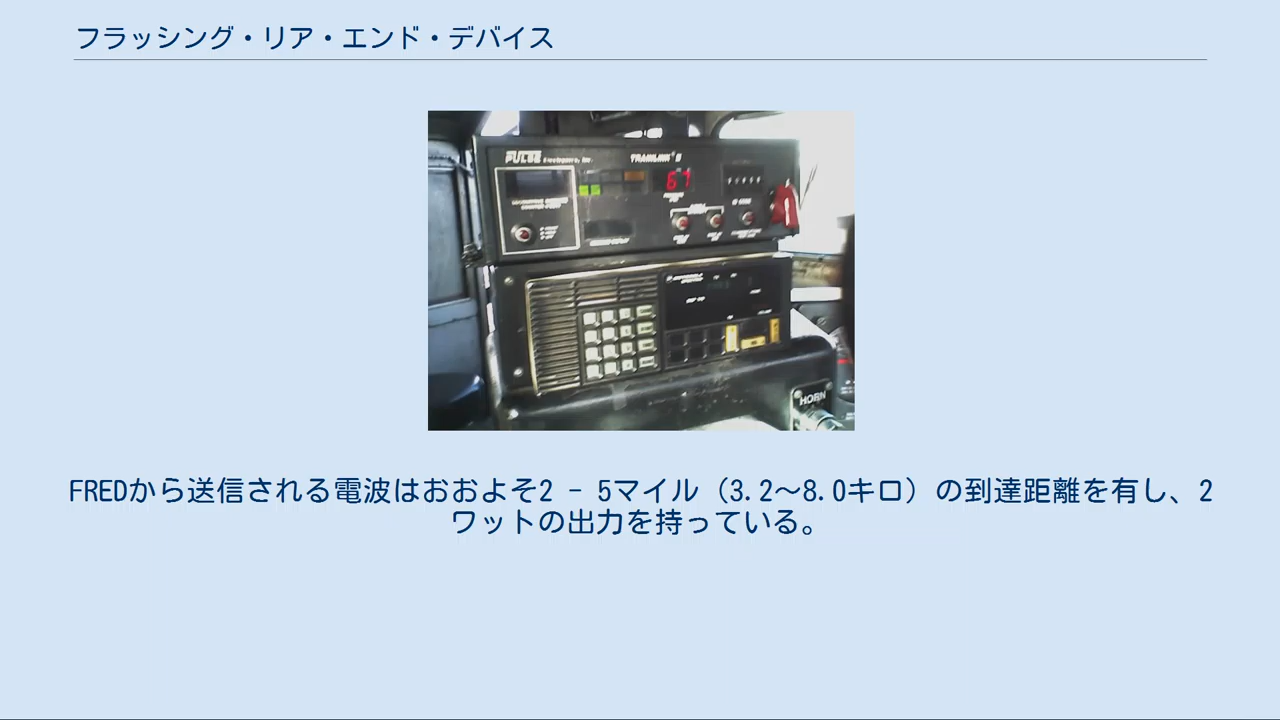 フラッシング・リア・エンド・デバイス
PULSE
TRAINLINK II
67
HORN
FREDから送信される電波はおおよそ2 - 5マイル（3.2～8.0キロ）の到達距離を有し、2
ワットの出力を持っている。